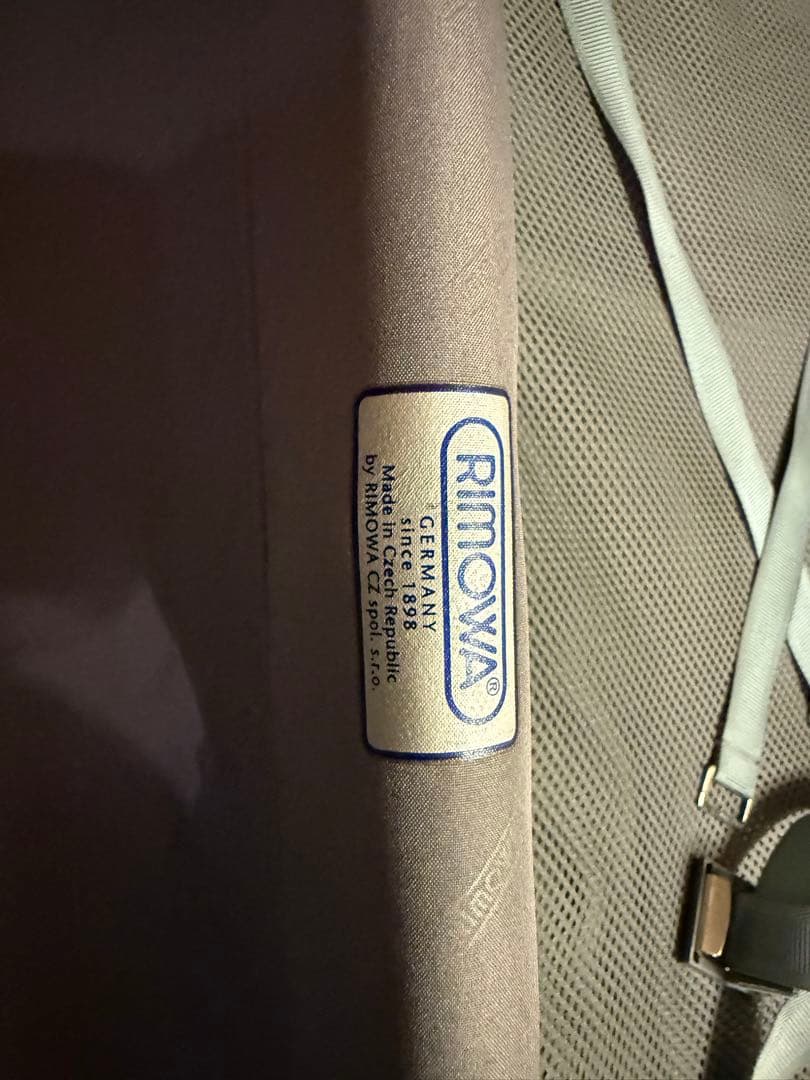 RIMOWA®
GERMANY
since 1898
Made in Czech Republic
by RIMOWA CZ spol. s.r.o.